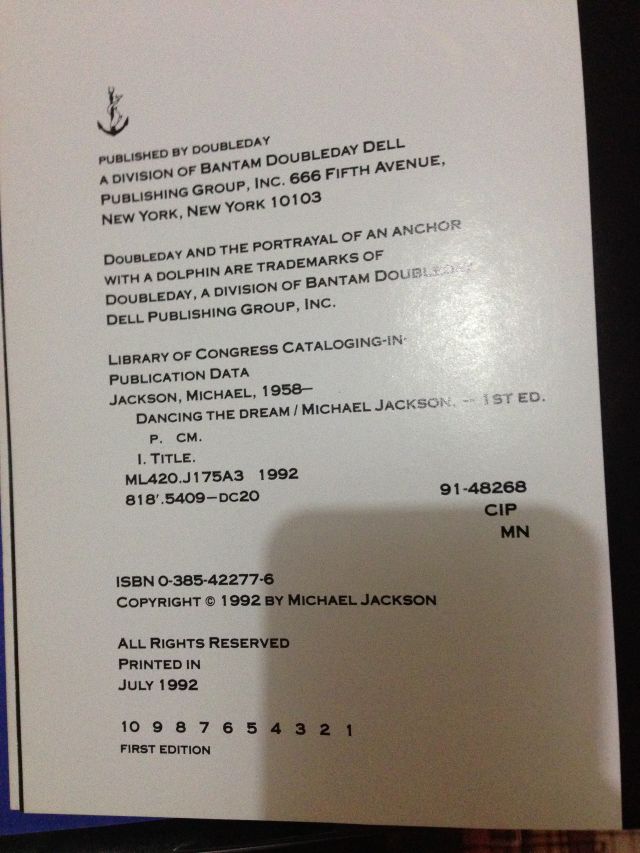 PUBLISHED BY DOUBLEDAY
A DIVISION OF BANTAM DOUBLEDAY DELL
PUBLISHING GROUP, INC. 666 FIFTH AVENUE,
NEW YORK, NEW YORK 10103
DOUBLEDAY AND THE PORTRAYAL OF AN ANCHOR
WITH A DOLPHIN ARE TRADEMARKS OF
DOUBLEDAY, A DIVISION OF BANTAM DOUBLEDAY
DELL PUBLISHING GROUP, INC.
LIBRARY OF CONGRESS CATALOGING-IN-
PUBLICATION DATA
JACKSON, MICHAEL, 1958–
DANCING THE DREAM / MICHAEL JACKSON. -- 1ST ED.
P. CM.
I. TITLE.
ML420.J175A3 1992
818'.5409–DC20
91-48268
CIP
MN
ISBN 0-385-42277-6
COPYRIGHT © 1992 BY MICHAEL JACKSON
ALL RIGHTS RESERVED
PRINTED IN
JULY 1992
10 9 8 7 6 5 4 3 2 1
FIRST EDITION